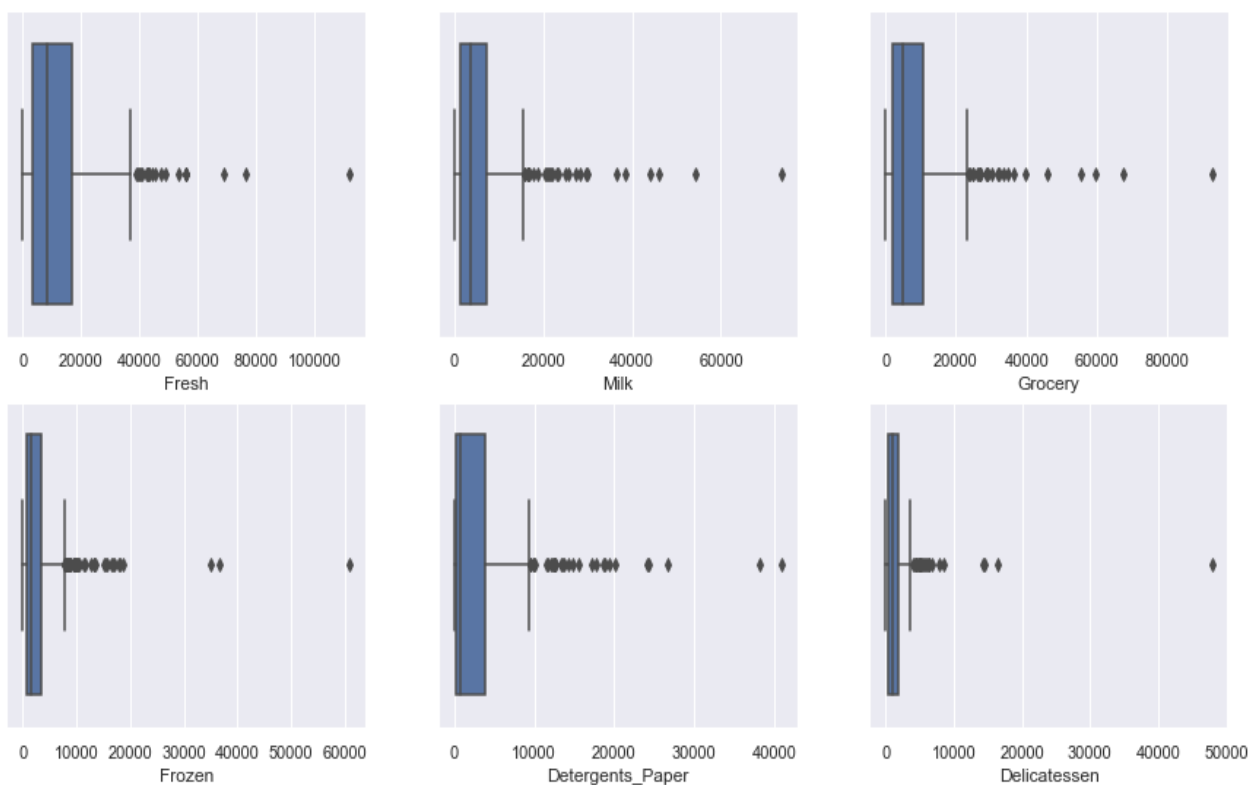 0 20000 40000 60000 80000 100000
Fresh
0 20000 40000 60000
Milk
0 20000 40000 60000 80000
Grocery
0 10000 20000 30000 40000 50000 60000
Frozen
0 10000 20000 30000 40000
Detergents_Paper
0 10000 20000 30000 40000 50000
Delicatessen